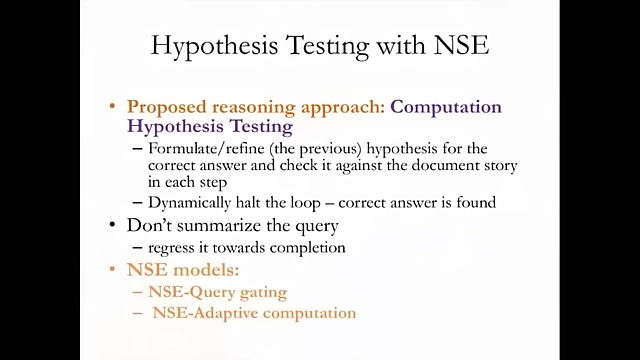 Hypothesis Testing with NSE
• Proposed reasoning approach: Computation
Hypothesis Testing
– Formulate/refine (the previous) hypothesis for the
correct answer and check it against the document story
in each step
– Dynamically halt the loop – correct answer is found
• Don't summarize the query
– regress it towards completion
• NSE models:
– NSE-Query gating
– NSE-Adaptive computation